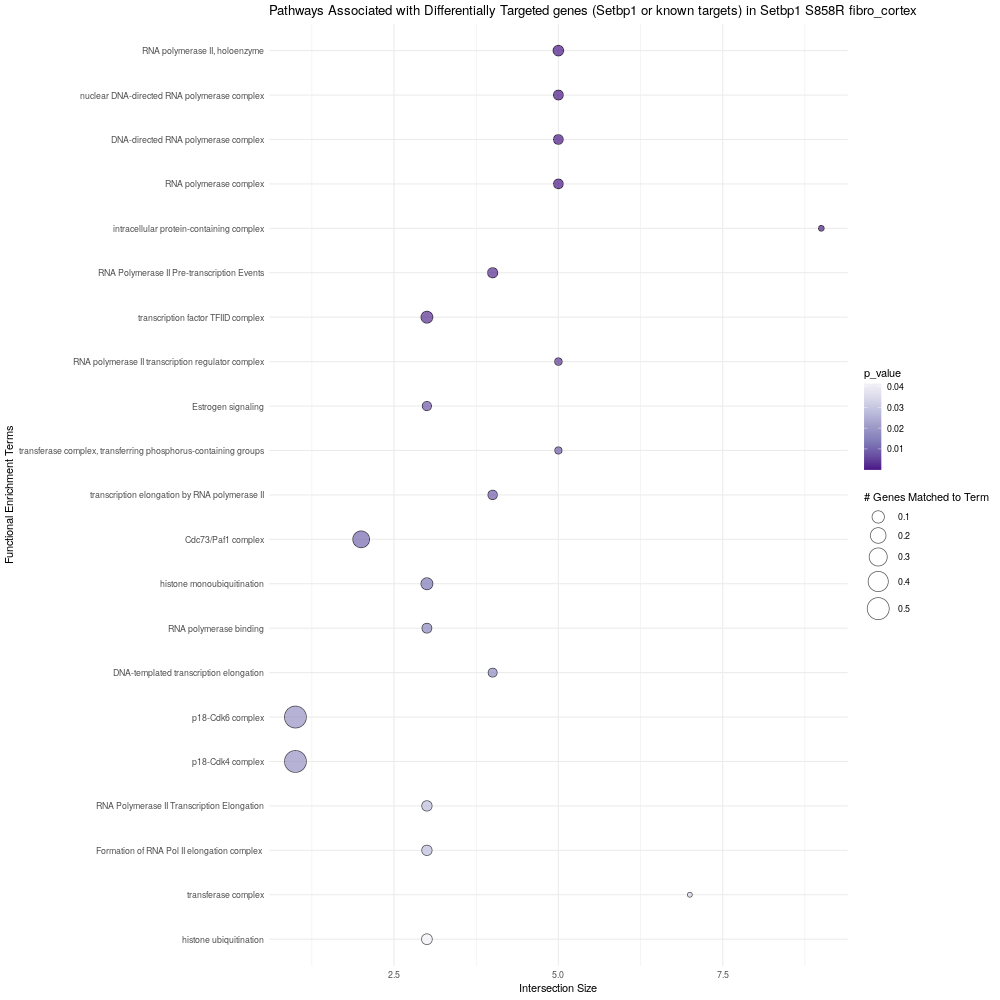 Pathways Associated with Differentially Targeted genes (Setbp1 or known targets) in Setbp1 S858R fibro_cortex
Functional Enrichment Terms
RNA polymerase II, holoenzyme
nuclear DNA-directed RNA polymerase complex
DNA-directed RNA polymerase complex
RNA polymerase complex
intracellular protein-containing complex
RNA Polymerase II Pre-transcription Events
transcription factor TFIID complex
RNA polymerase II transcription regulator complex
Estrogen signaling
transferase complex, transferring phosphorus-containing groups
transcription elongation by RNA polymerase II
Cdc73/Paf1 complex
histone monoubiquitination
RNA polymerase binding
DNA-templated transcription elongation
p18-Cdk6 complex
p18-Cdk4 complex
RNA Polymerase II Transcription Elongation
Formation of RNA Pol II elongation complex
transferase complex
histone ubiquitination
2.5 5.0 7.5
Intersection Size
p_value
0.04
0.03
0.02
0.01
# Genes Matched to Term
0.1
0.2
0.3
0.4
0.5